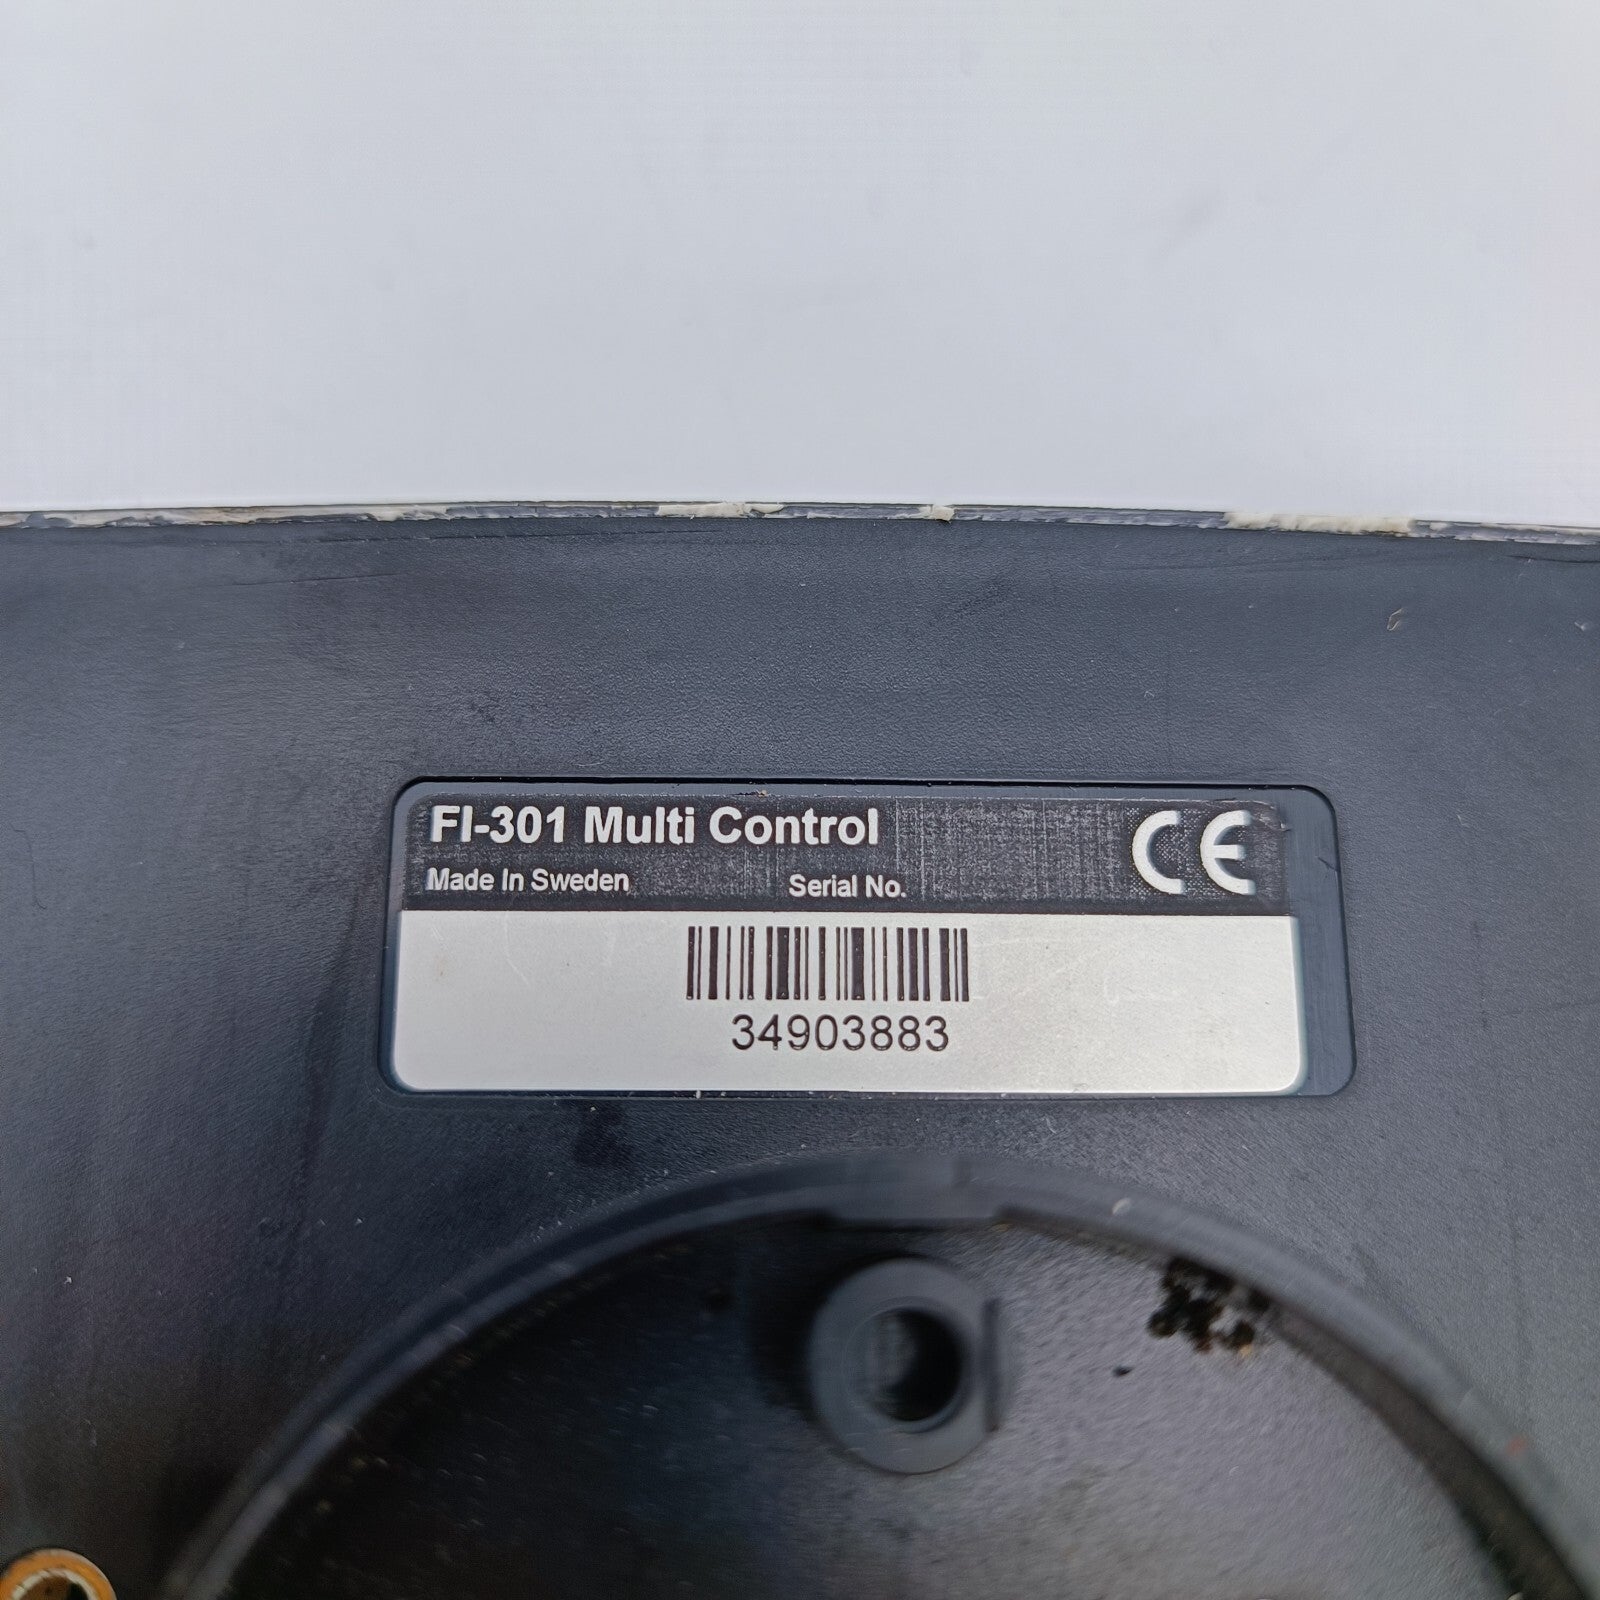 FI-301 Multi Control
CE
Made In Sweden
Serial No.
34903883